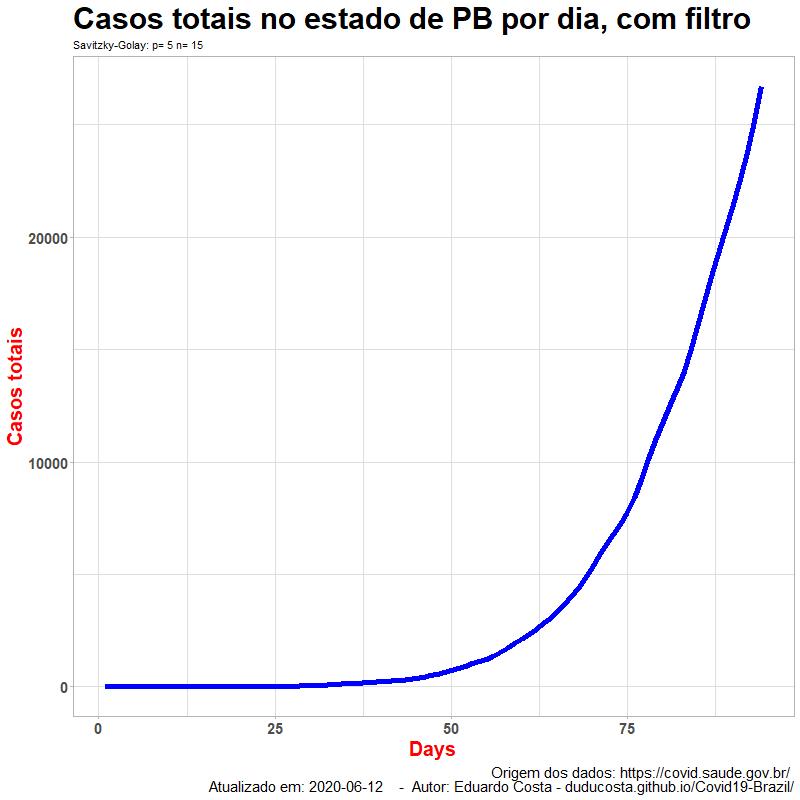 Casos totais no estado de PB por dia, com filtro
Savitzky-Golay: p= 5 n= 15
Casos totais
20000
10000
0
0 25 50 75
Days
Origem dos dados: https://covid.saude.gov.br/
Atualizado em: 2020-06-12 - Autor: Eduardo Costa - duducosta.github.io/Covid19-Brazil/